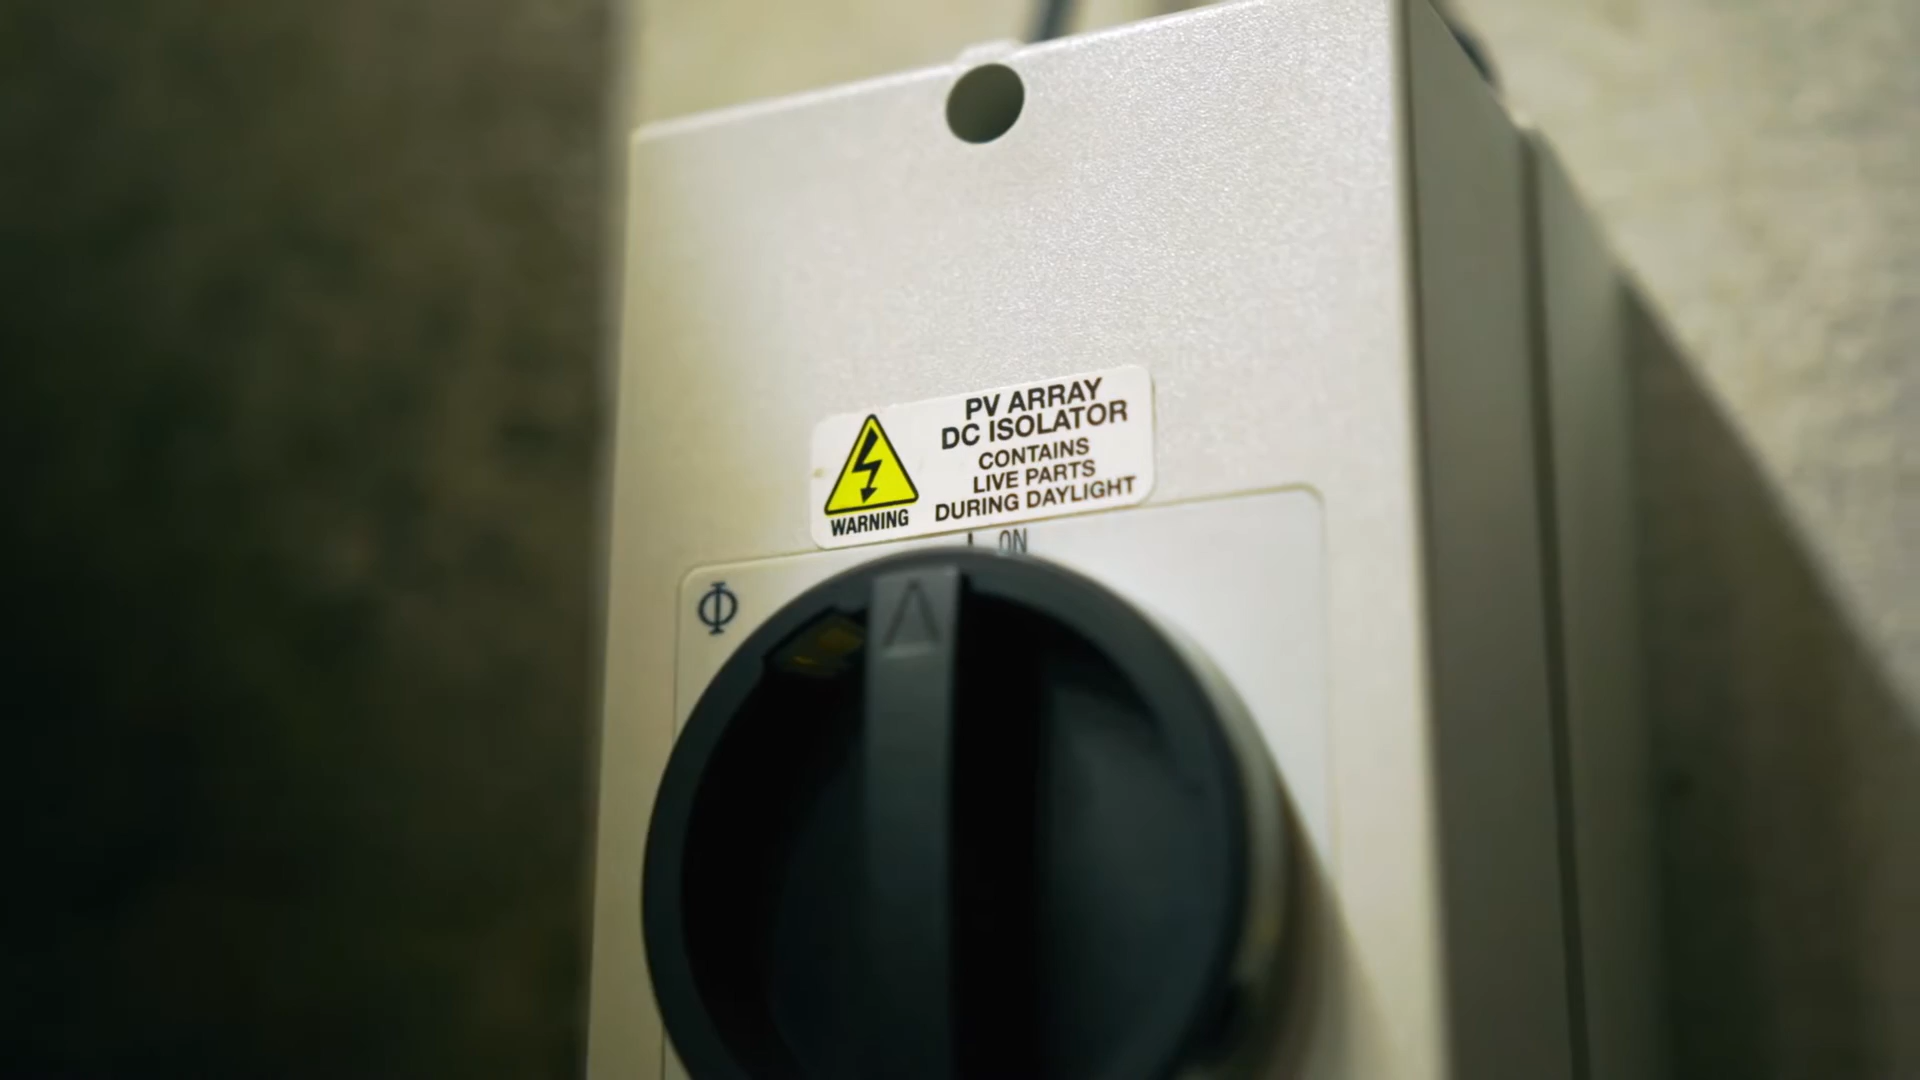 PV ARRAY
DC ISOLATOR
CONTAINS
LIVE PARTS
DURING DAYLIGHT
WARNING
ON